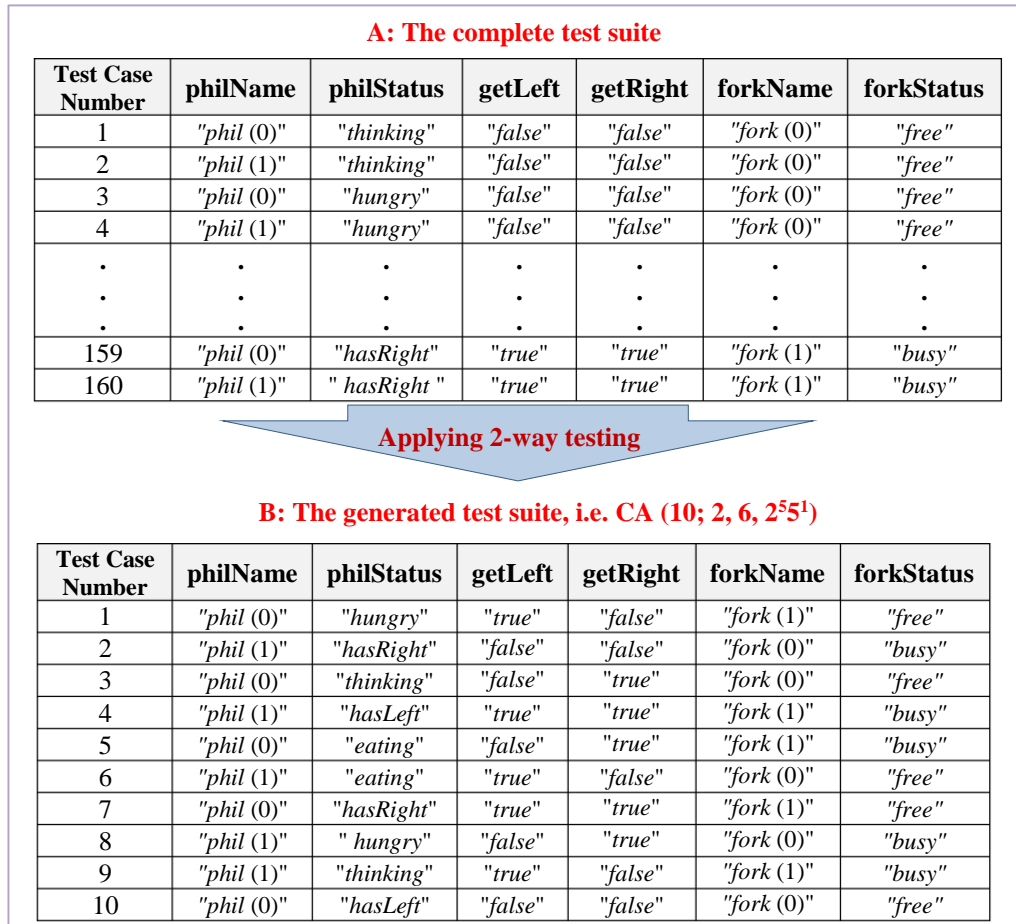 A: The complete test suite
Test Case Number philName philStatus getLeft getRight forkName forkStatus
1 "phil (0)" "thinking" "false" "false" "fork (0)" "free"
2 "phil (1)" "thinking" "false" "false" "fork (0)" "free"
3 "phil (0)" "hungry" "false" "false" "fork (0)" "free"
4 "phil (1)" "hungry" "false" "false" "fork (0)" "free"
. . . . . . .
. . . . . . .
. . . . . . .
159 "phil (0)" "hasRight" "true" "true" "fork (1)" "busy"
160 "phil (1)" " hasRight " "true" "true" "fork (1)" "busy"
Applying 2-way testing
B: The generated test suite, i.e. CA (10; 2, 6, 2⁵5¹)
Test Case Number philName philStatus getLeft getRight forkName forkStatus
1 "phil (0)" "hungry" "true" "false" "fork (1)" "free"
2 "phil (1)" "hasRight" "false" "false" "fork (0)" "busy"
3 "phil (0)" "thinking" "false" "true" "fork (0)" "free"
4 "phil (1)" "hasLeft" "true" "true" "fork (1)" "busy"
5 "phil (0)" "eating" "false" "true" "fork (1)" "busy"
6 "phil (1)" "eating" "true" "false" "fork (0)" "free"
7 "phil (0)" "hasRight" "true" "true" "fork (1)" "free"
8 "phil (1)" " hungry" "false" "true" "fork (0)" "busy"
9 "phil (1)" "thinking" "true" "false" "fork (1)" "busy"
10 "phil (0)" "hasLeft" "false" "false" "fork (0)" "free"